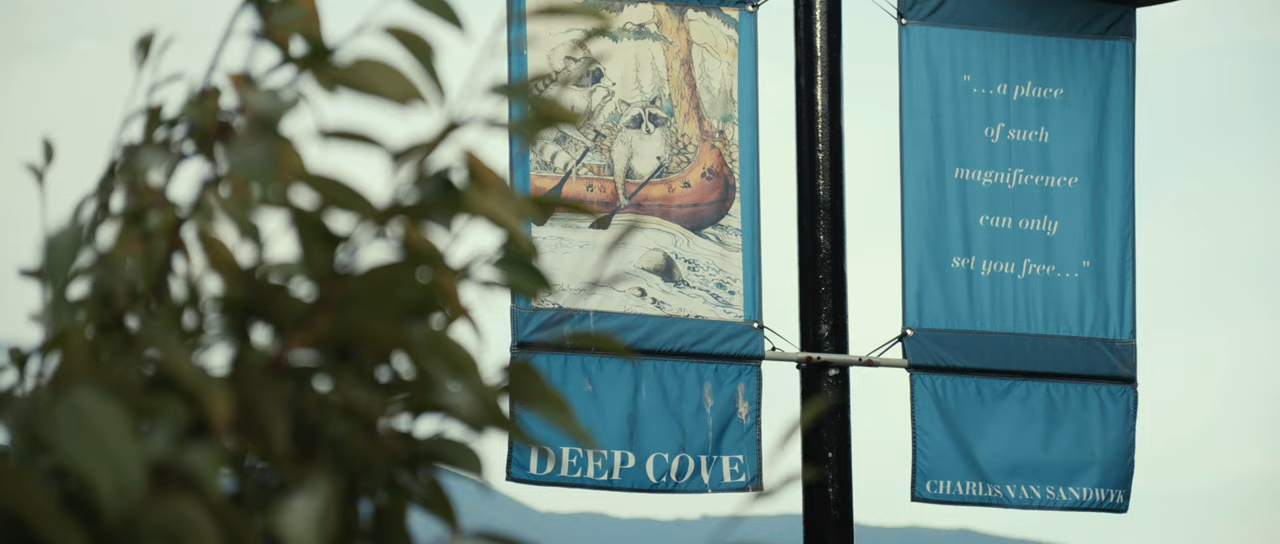 "...a place
of such
magnificence
can only
set you free..."
DEEP COVE
CHARLES VAN SANDWYK